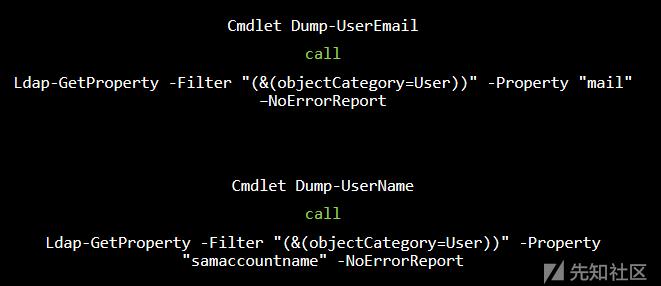 Cmdlet Dump-UserEmail
call
Ldap-GetProperty -Filter "(&(objectCategory=User))" -Property "mail"
–NoErrorReport
Cmdlet Dump-UserName
call
Ldap-GetProperty -Filter "(&(objectCategory=User))" -Property
"samaccountname" -NoErrorReport
先知社区